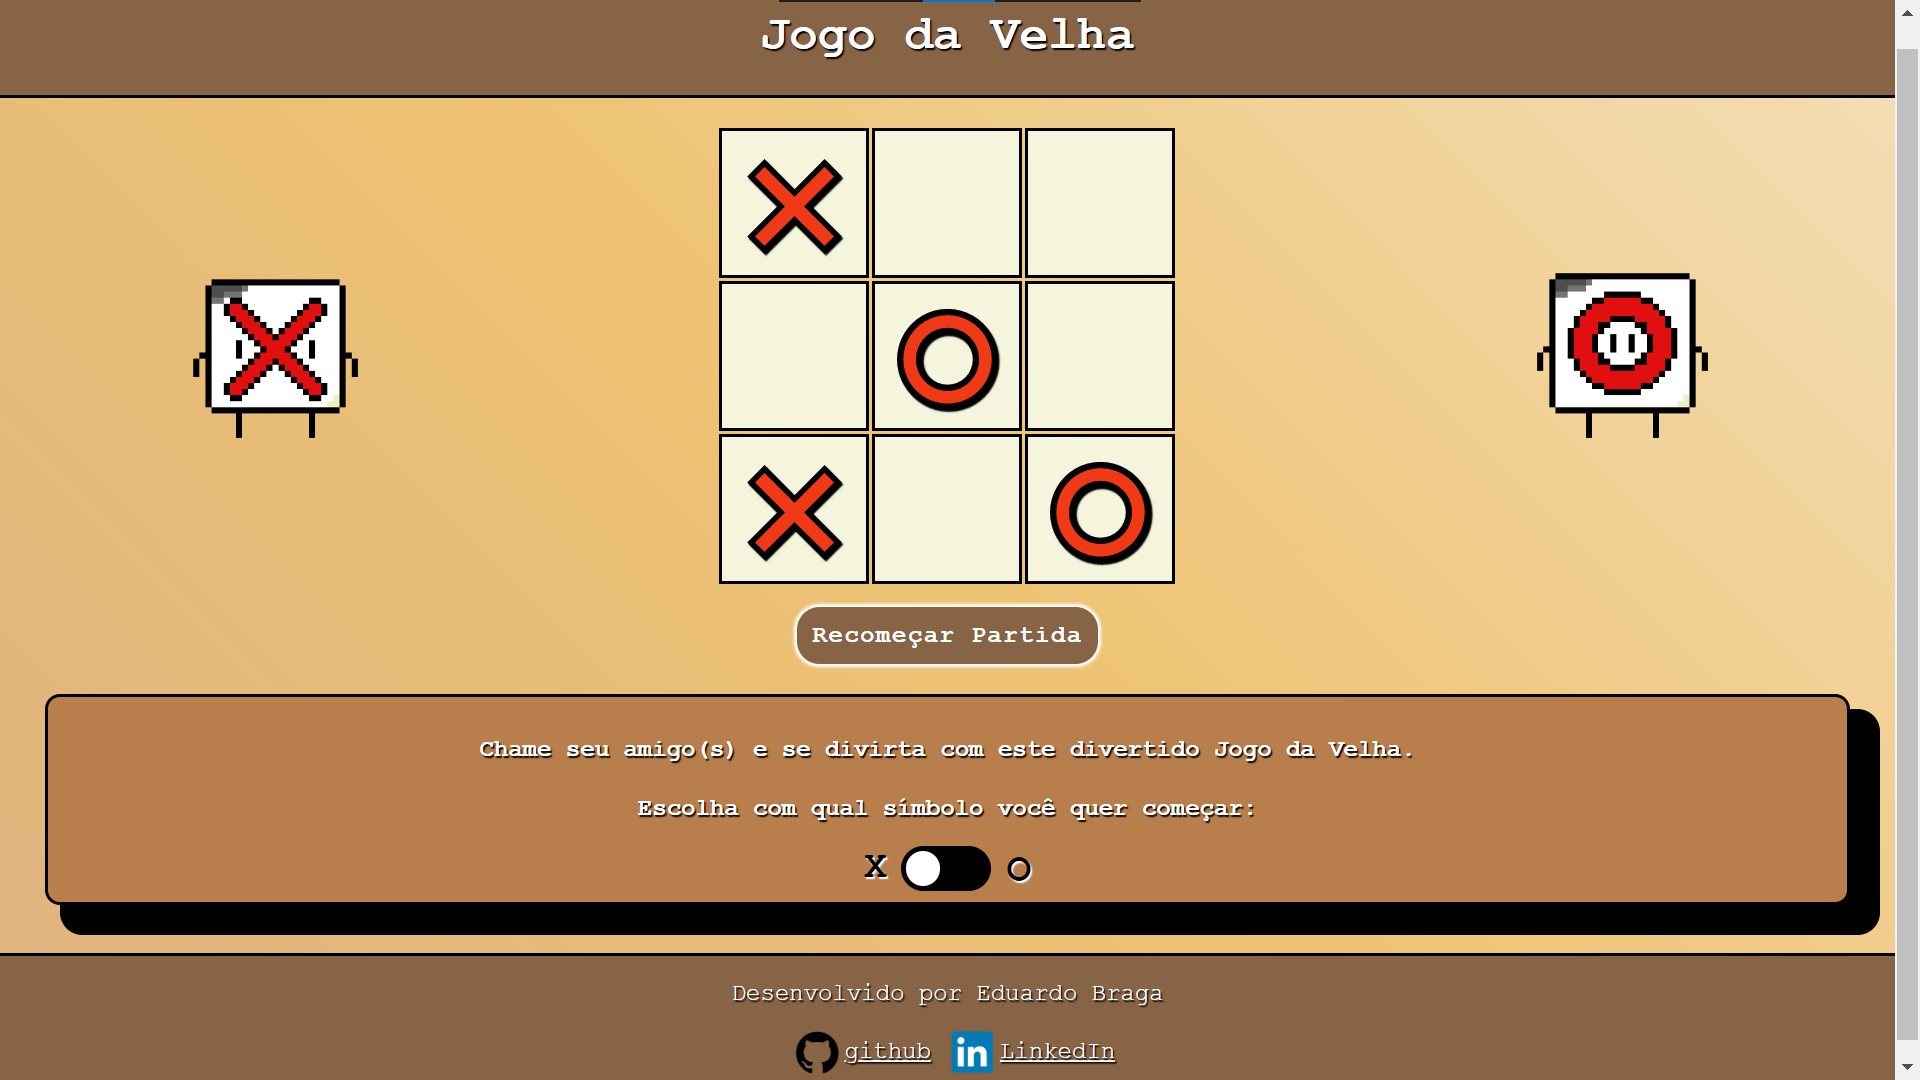 Jogo da Velha
Recomeçar Partida
Chame seu amigo(s) e se divirta com este divertido Jogo da Velha.
Escolha com qual símbolo você quer começar:
X O
Desenvolvido por Eduardo Braga
github in LinkedIn